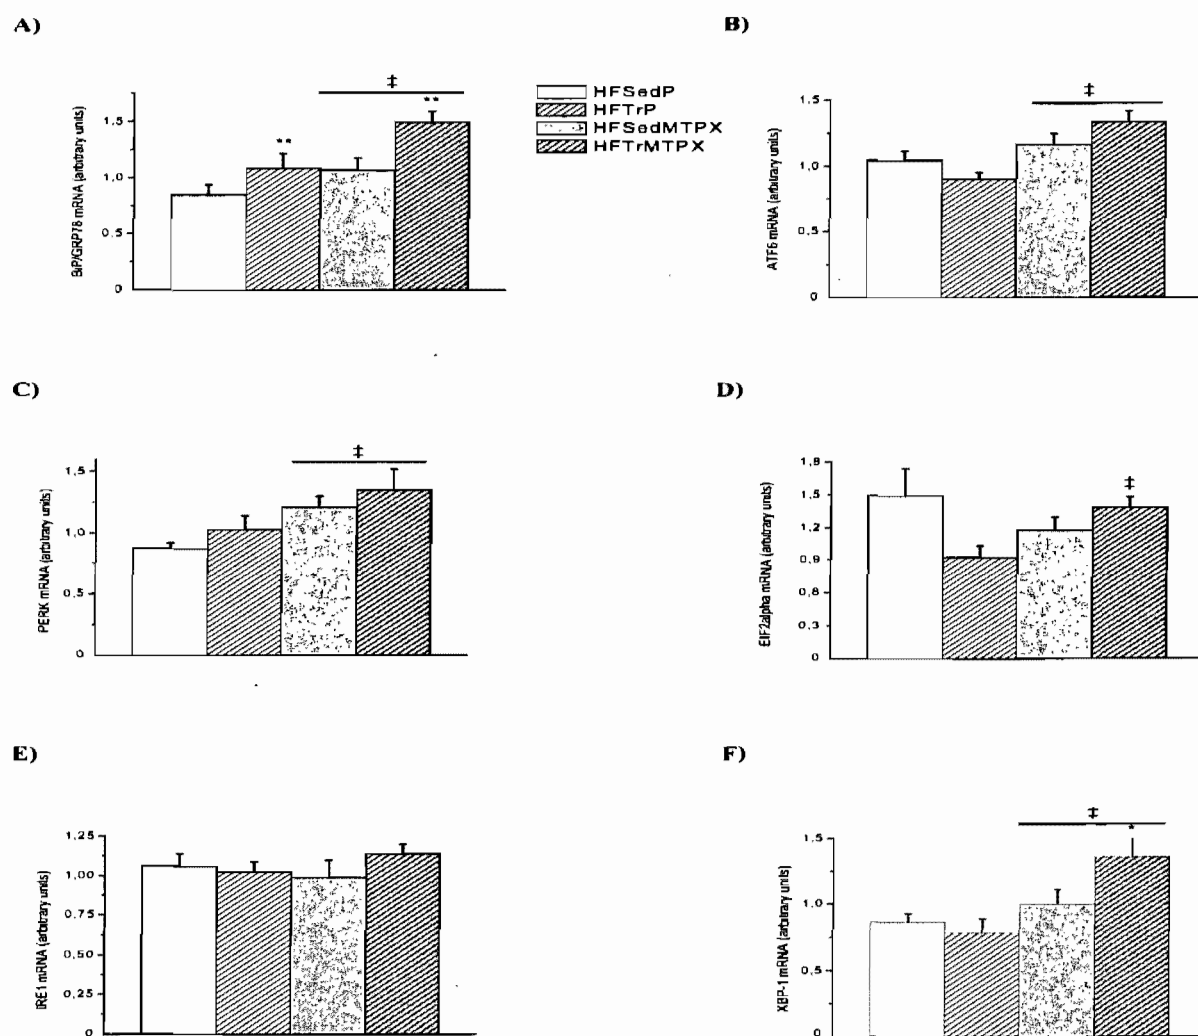 A)
‡
**
**
BiP/GRP78 mRNA (arbitrary units)
1.5
1.0
0.5
0
HFSedP
HFTrP
HFSedMTPX
HFTrMTPX
B)
‡
ATF6 mRNA (arbitrary units)
1.5
1.0
0.5
0
C)
‡
PERK mRNA (arbitrary units)
1.5
1.0
0.5
0
D)
‡
EIF2alpha mRNA (arbitrary units)
1.8
1.5
1.2
0.9
0.6
0.3
0
E)
IRE1 mRNA (arbitrary units)
1.25
1.00
0.75
0.50
0.25
0
F)
‡
*
XBP-1 mRNA (arbitrary units)
1.5
1.0
0.5
0